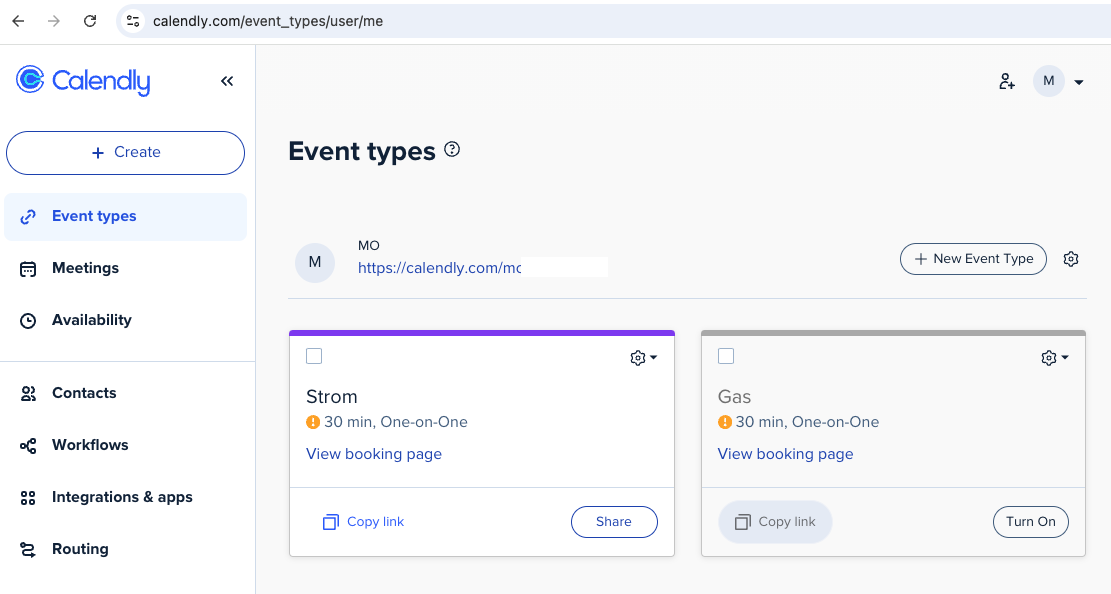 calendly.com/event_types/user/me
Calendly
+ Create
Event types
Meetings
Availability
Contacts
Workflows
Integrations & apps
Routing
M
Event types
M
MO
https://calendly.com/mo
+ New Event Type
Strom
30 min, One-on-One
View booking page
Copy link
Share
Gas
30 min, One-on-One
View booking page
Copy link
Turn On